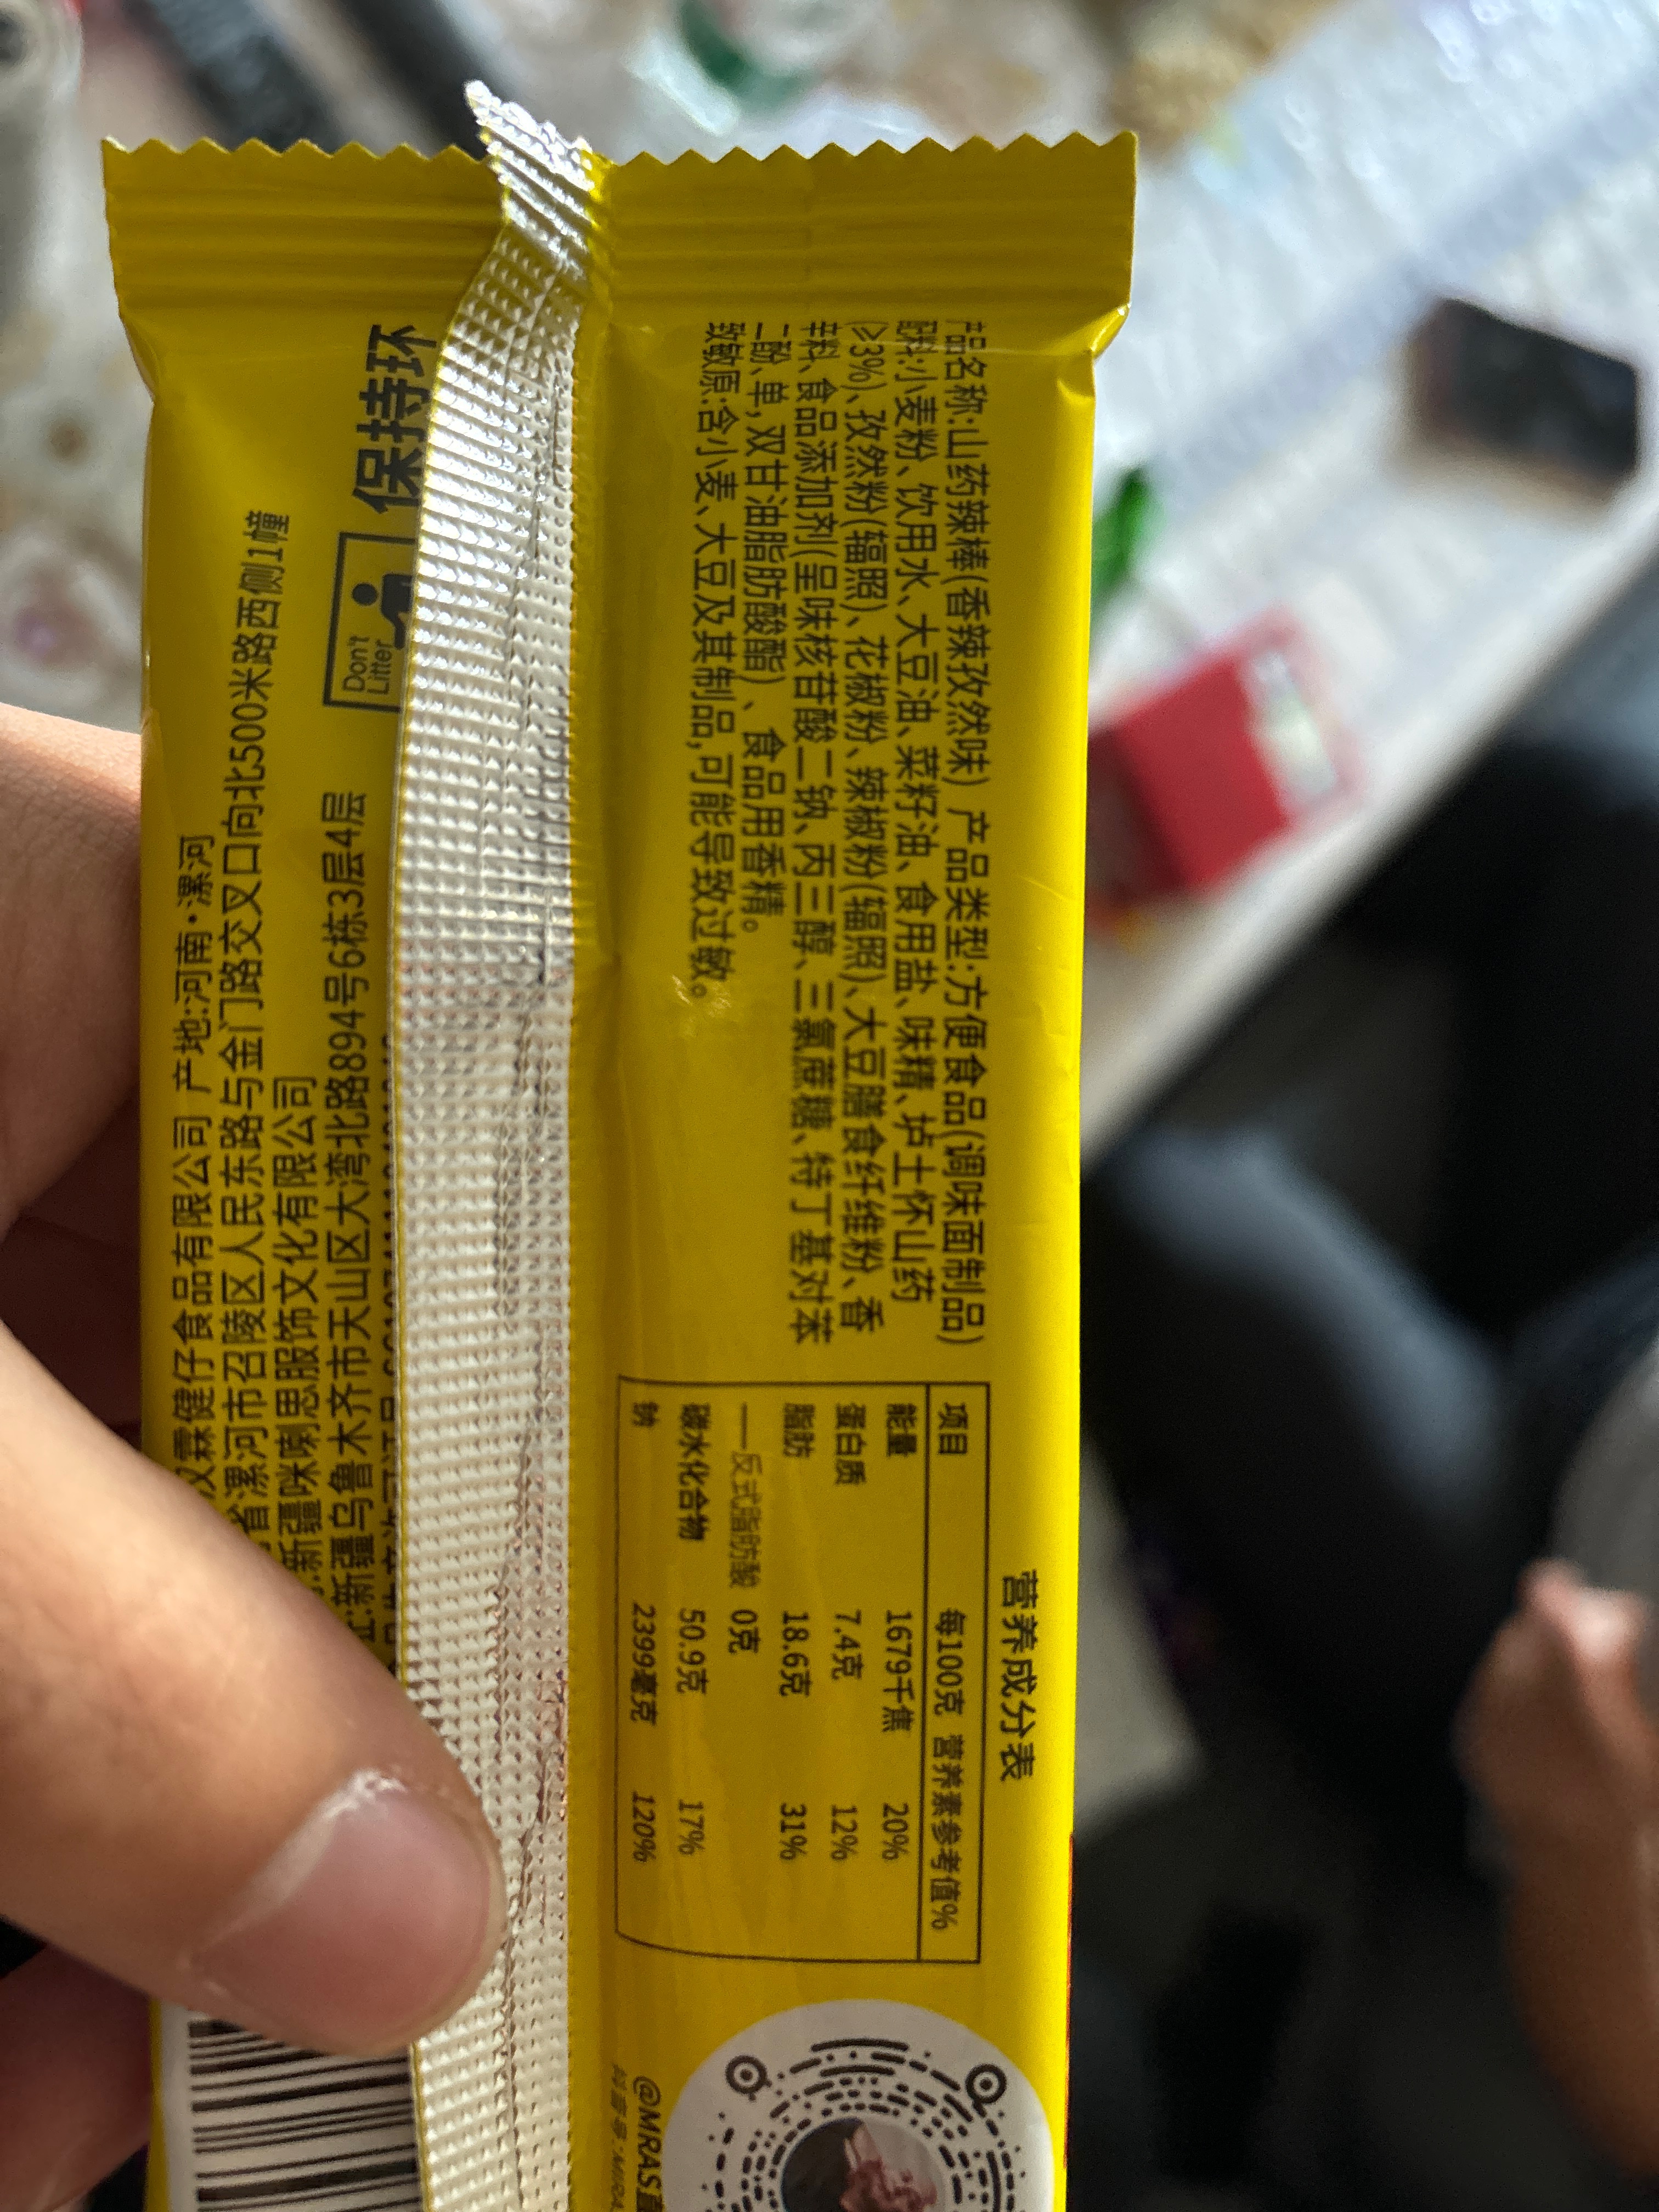 产品名称:山药辣棒(香辣孜然味) 产品类型:方便食品(调味面制品)
配料:小麦粉、饮用水、大豆油、菜籽油、食用盐、味精、垆土怀山药
(≥3%)、孜然粉(辐照)、花椒粉、辣椒粉(辐照)、大豆膳食纤维粉、香
辛料、食品添加剂(呈味核苷酸二钠、丙三醇、三氯蔗糖、特丁基对苯
二酚、单,双甘油脂肪酸酯)、食品用香精。
致敏原:含小麦、大豆及其制品,可能导致过敏。
营养成分表
项目 每100克 营养素参考值%
能量 1679千焦 20%
蛋白质 7.4克 12%
脂肪 18.6克 31%
——反式脂肪酸 0克
碳水化合物 50.9克 17%
钠 2399毫克 120%
@MRAS
霖健仔食品有限公司 产地:河南·漯河
省漯河市召陵区人民东路与金门路交叉口向北500米路西侧1幢
新疆咪喇思服饰文化有限公司
址:新疆乌鲁木齐市天山区大湾北路894号6栋3层4层
Don't
Litter
保持环